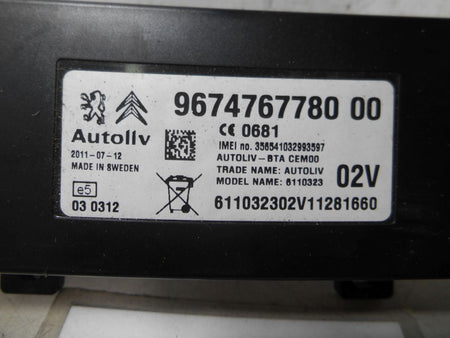 9674767780 00
CE 0681
Autoliv
IMEI no. 356541032993597
2011-07-12
AUTOLIV-BTA CEM00
MADE IN SWEDEN
TRADE NAME: AUTOLIV
MODEL NAME: 6110323
02V
e5
03 0312
611032302V11281660